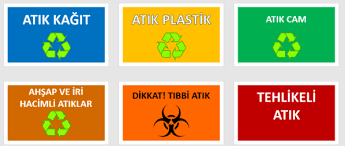 ATIK KAĞIT
ATIK PLASTİK
ATIK CAM
AHŞAP VE İRİ
HACİMLİ ATIKLAR
DİKKAT! TIBBİ ATIK
TEHLİKELİ
ATIK